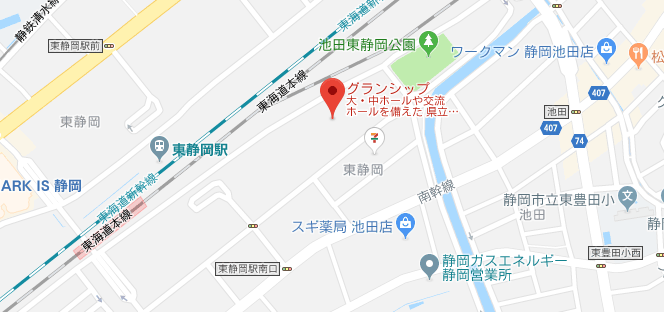 静鉄清水線
東海道新幹線
池田東静岡公園
ワークマン 静岡池田店
東静岡駅前
松
東海道本線
グランシップ
大・中ホールや交流
ホールを備えた 県立…
407
池田
407
74
東静岡
東静岡駅
東静岡
ARK IS 静岡
東海道新幹線
南幹線
静岡市立東豊田小
池田
東海道本線
スギ薬局 池田店
東豊田小西
東静岡駅南口
静岡ガスエネルギー
静岡営業所